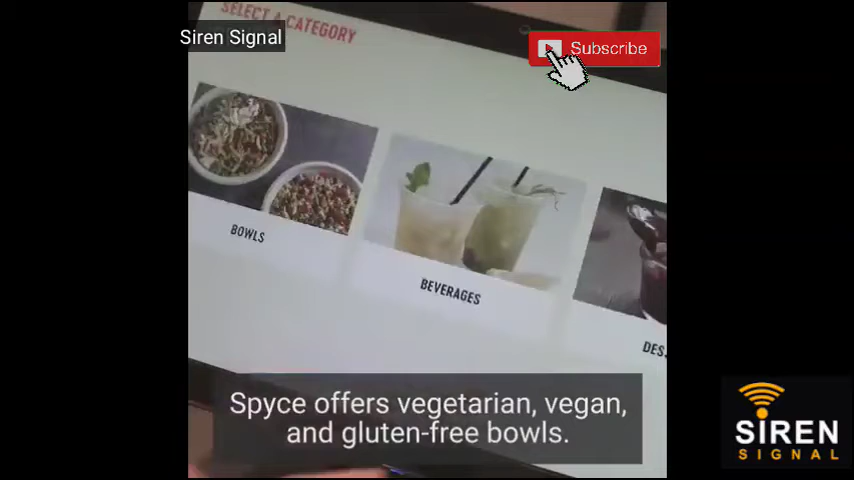 SELECT A CATEGORY
Siren Signal
Subscribe
BOWLS
BEVERAGES
Spyce offers vegetarian, vegan,
and gluten-free bowls.
SIREN
SIGNAL